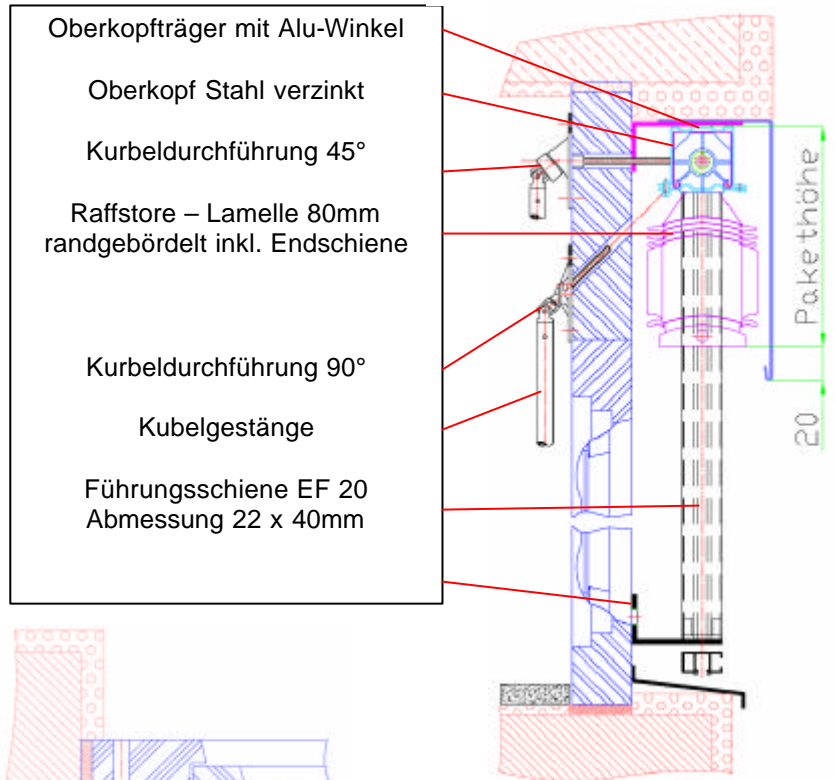 Oberkopfträger mit Alu-Winkel
Oberkopf Stahl verzinkt
Kurbeldurchführung 45°
Raffstore – Lamelle 80mm
randgebördelt inkl. Endschiene
Kurbeldurchführung 90°
Kubelgestänge
Führungsschiene EF 20
Abmessung 22 x 40mm
Pakethöhe
20